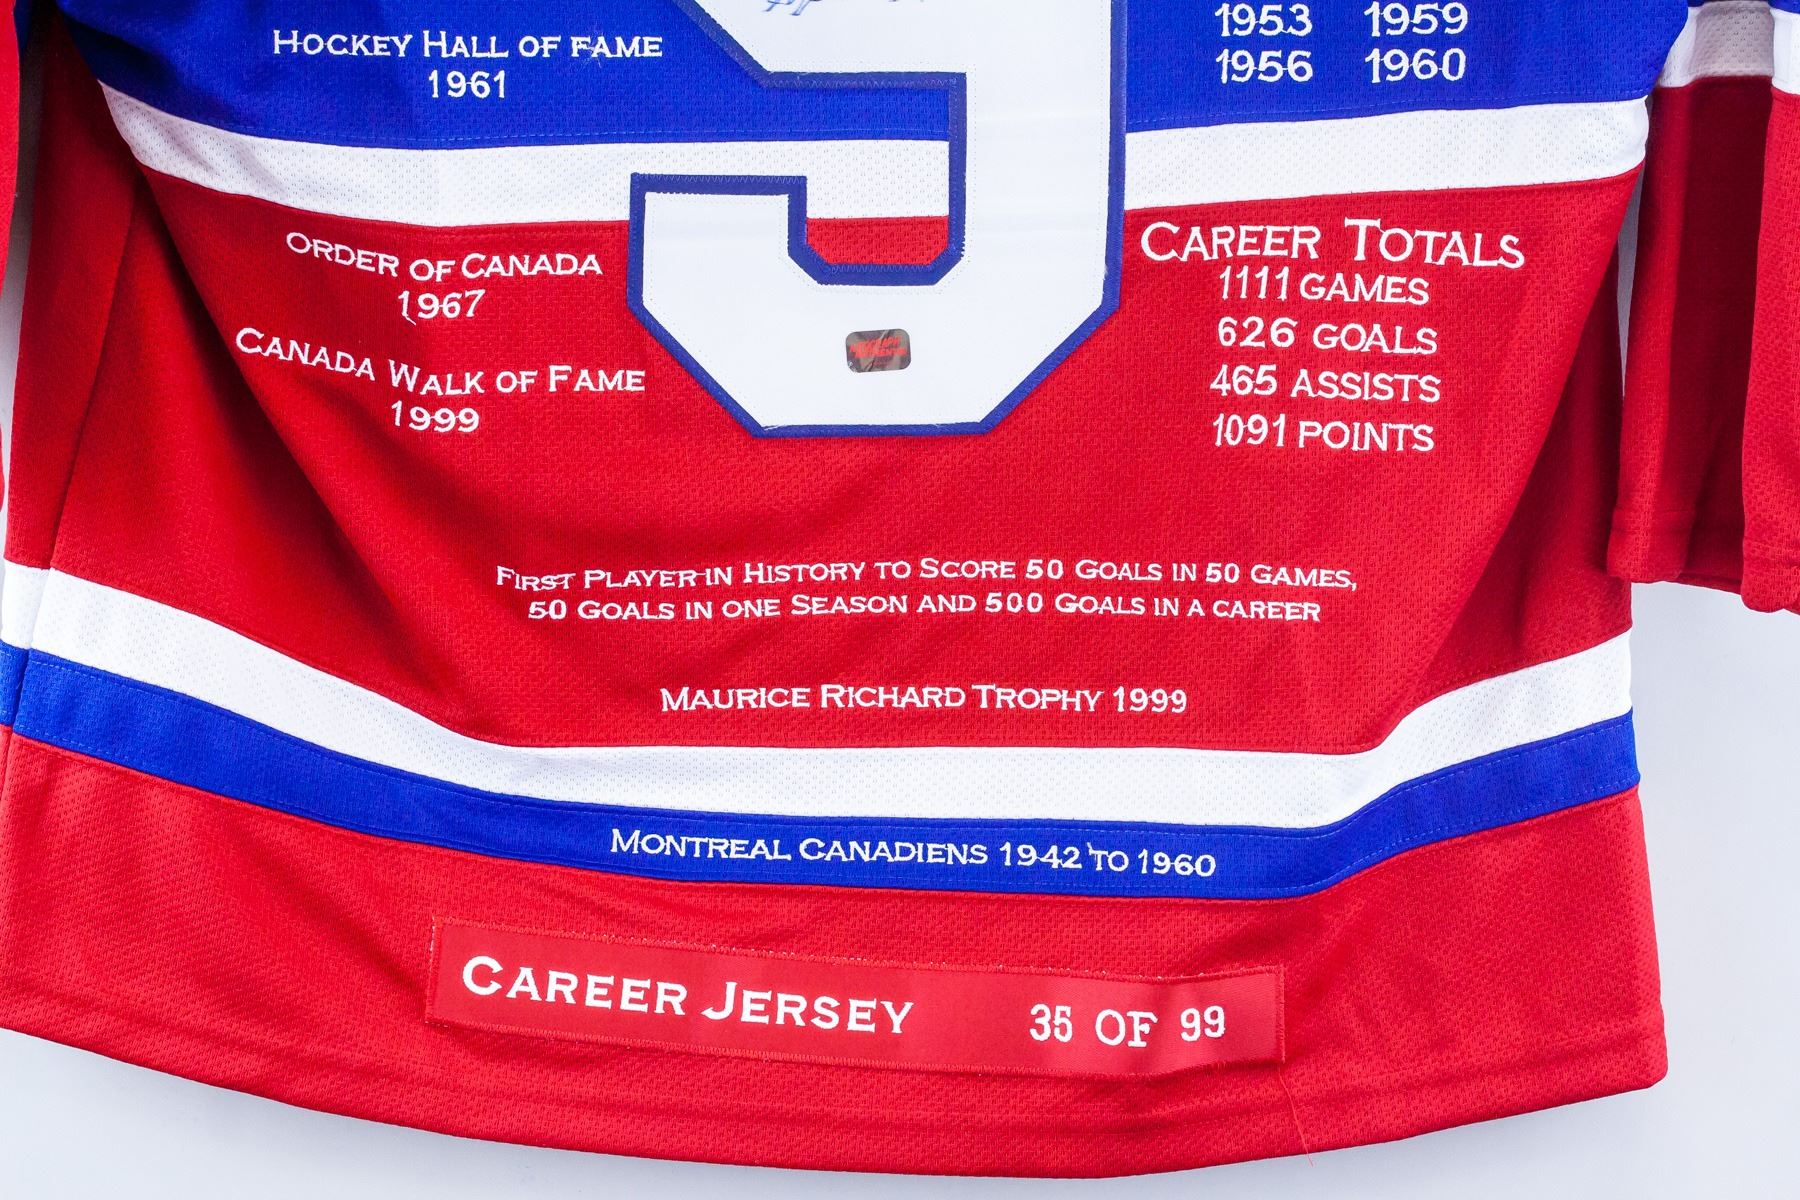 HOCKEY HALL OF FAME
1961
1953 1959
1956 1960
9
ORDER OF CANADA
1967
CANADA WALK OF FAME
1999
CAREER TOTALS
1111 GAMES
626 GOALS
465 ASSISTS
1091 POINTS
FIRST PLAYER IN HISTORY TO SCORE 50 GOALS IN 50 GAMES,
50 GOALS IN ONE SEASON AND 500 GOALS IN A CAREER
MAURICE RICHARD TROPHY 1999
MONTREAL CANADIENS 1942 TO 1960
CAREER JERSEY 35 OF 99